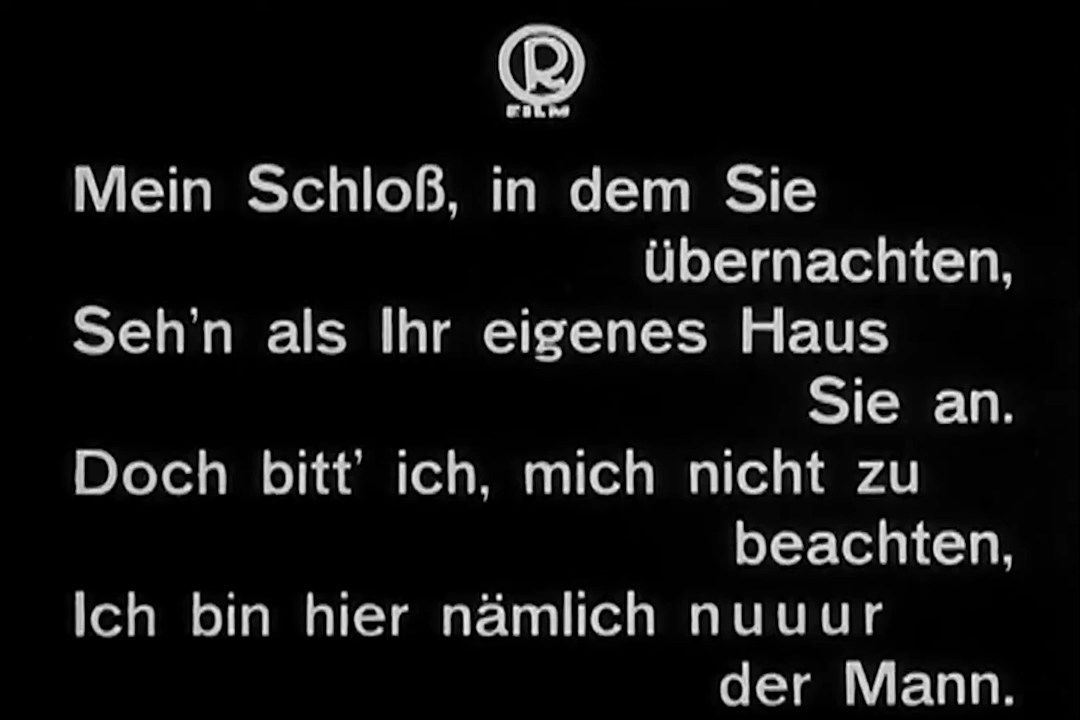 R
FILM
Mein Schloß, in dem Sie
übernachten,
Seh'n als Ihr eigenes Haus
Sie an.
Doch bitt' ich, mich nicht zu
beachten,
Ich bin hier nämlich nuuur
der Mann.